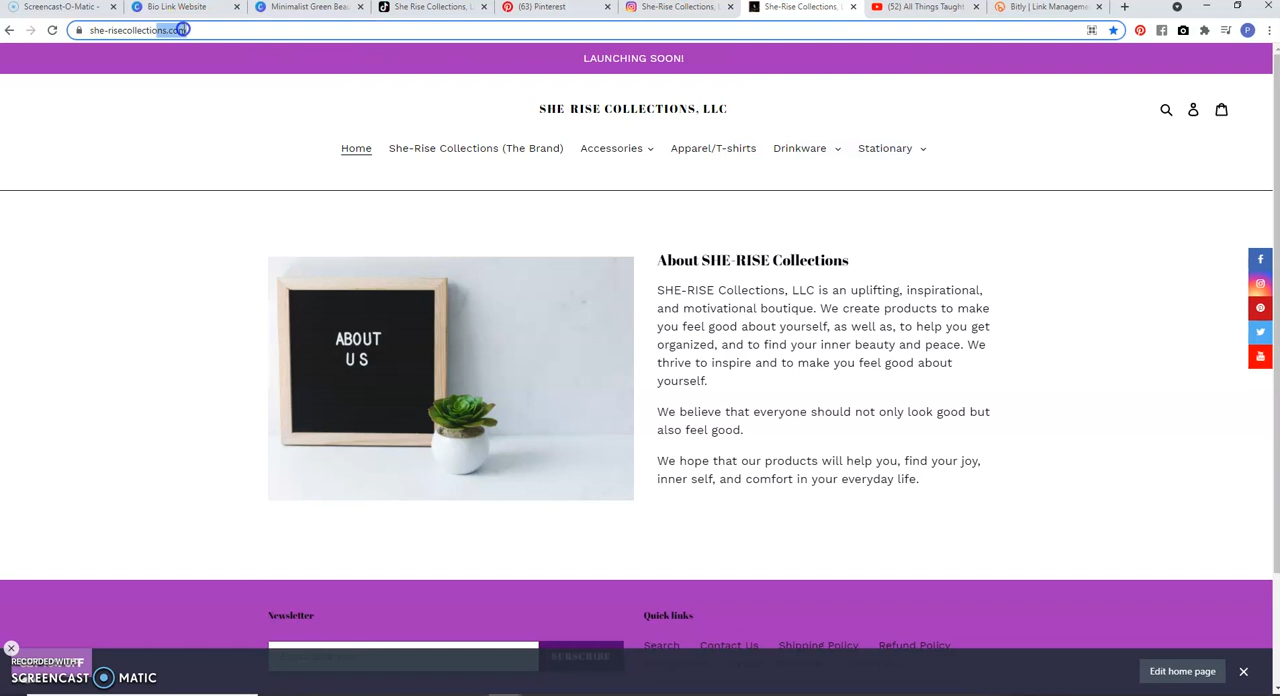 Screencast-O-Matic -
Bio Link Website
Minimalist Green Beau
She Rise Collections, L
(63) Pinterest
She-Rise Collections,
She-Rise Collections, L
(52) All Things Taught
Bitly | Link Manageme
she-risecollections.com
P
LAUNCHING SOON!
SHE RISE COLLECTIONS, LLC
Home She-Rise Collections (The Brand) Accessories Apparel/T-shirts Drinkware Stationary
ABOUT
US
About SHE-RISE Collections
SHE-RISE Collections, LLC is an uplifting, inspirational,
and motivational boutique. We create products to make
you feel good about yourself, as well as, to help you get
organized, and to find your inner beauty and peace. We
thrive to inspire and to make you feel good about
yourself.
We believe that everyone should not only look good but
also feel good.
We hope that our products will help you, find your joy,
inner self, and comfort in your everyday life.
Newsletter
SUBSCRIBE
Quick links
Search Contact Us Shipping Policy Refund Policy
RECORDED WITH
SCREENCAST MATIC
Edit home page